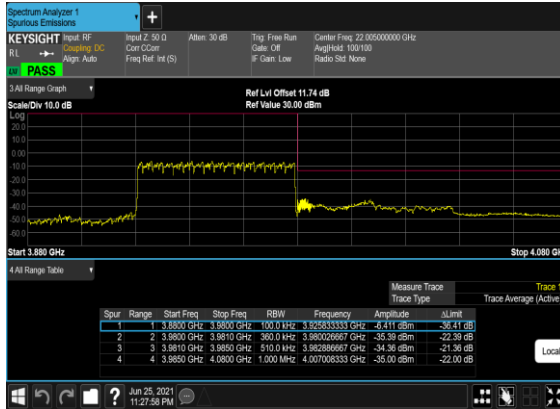 Spectrum Analyzer 1
Spurious Emissions
+
KEYSIGHT Input: RF Input Z: 50 Ω Atten: 30 dB Trig: Free Run Center Freq: 22.005000000 GHz
RL Coupling: DC Corr CCorr Gate: Off Avg|Hold: 100/100
Align: Auto Freq Ref: Int (S) IF Gain: Low Radio Std: None
PASS
3 All Range Graph
Ref Lvl Offset 11.74 dB
Scale/Div 10.0 dB Ref Value 30.00 dBm
Log
20.0
10.0
0.00
-10.0
-20.0
-30.0
-40.0
-50.0
-60.0
Start 3.880 GHz Stop 4.080 GH
4 All Range Table
Measure Trace Trace 1
Trace Type Trace Average (Active
Spur Range Start Freq Stop Freq RBW Frequency Amplitude ΔLimit
1 1 3.8800 GHz 3.9800 GHz 100.0 kHz 3.925833333 GHz -6.411 dBm -36.41 dB
2 2 3.9800 GHz 3.9810 GHz 360.0 kHz 3.980026667 GHz -35.39 dBm -22.39 dB
3 3 3.9810 GHz 3.9850 GHz 510.0 kHz 3.982886667 GHz -34.36 dBm -21.36 dB
4 4 3.9850 GHz 4.0800 GHz 1.000 MHz 4.007008333 GHz -35.00 dBm -22.00 dB
Local
? Jun 25, 2021
11:27:58 PM